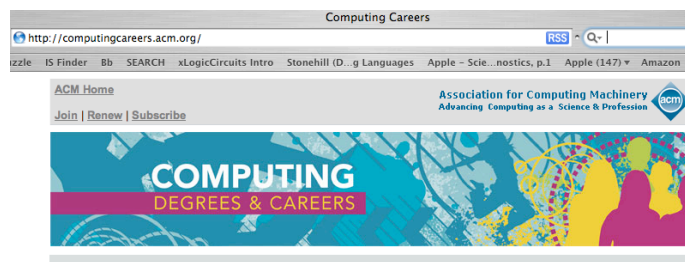 Computing Careers
http://computingcareers.acm.org/ RSS Q
IS Finder Bb SEARCH xLogicCircuits Intro Stonehill (D...g Languages Apple – Scie...nostics, p.1 Apple (147) ▾ Amazon
ACM Home
Association for Computing Machinery
Advancing Computing as a Science & Profession
acm
Join | Renew | Subscribe
COMPUTING
DEGREES & CAREERS